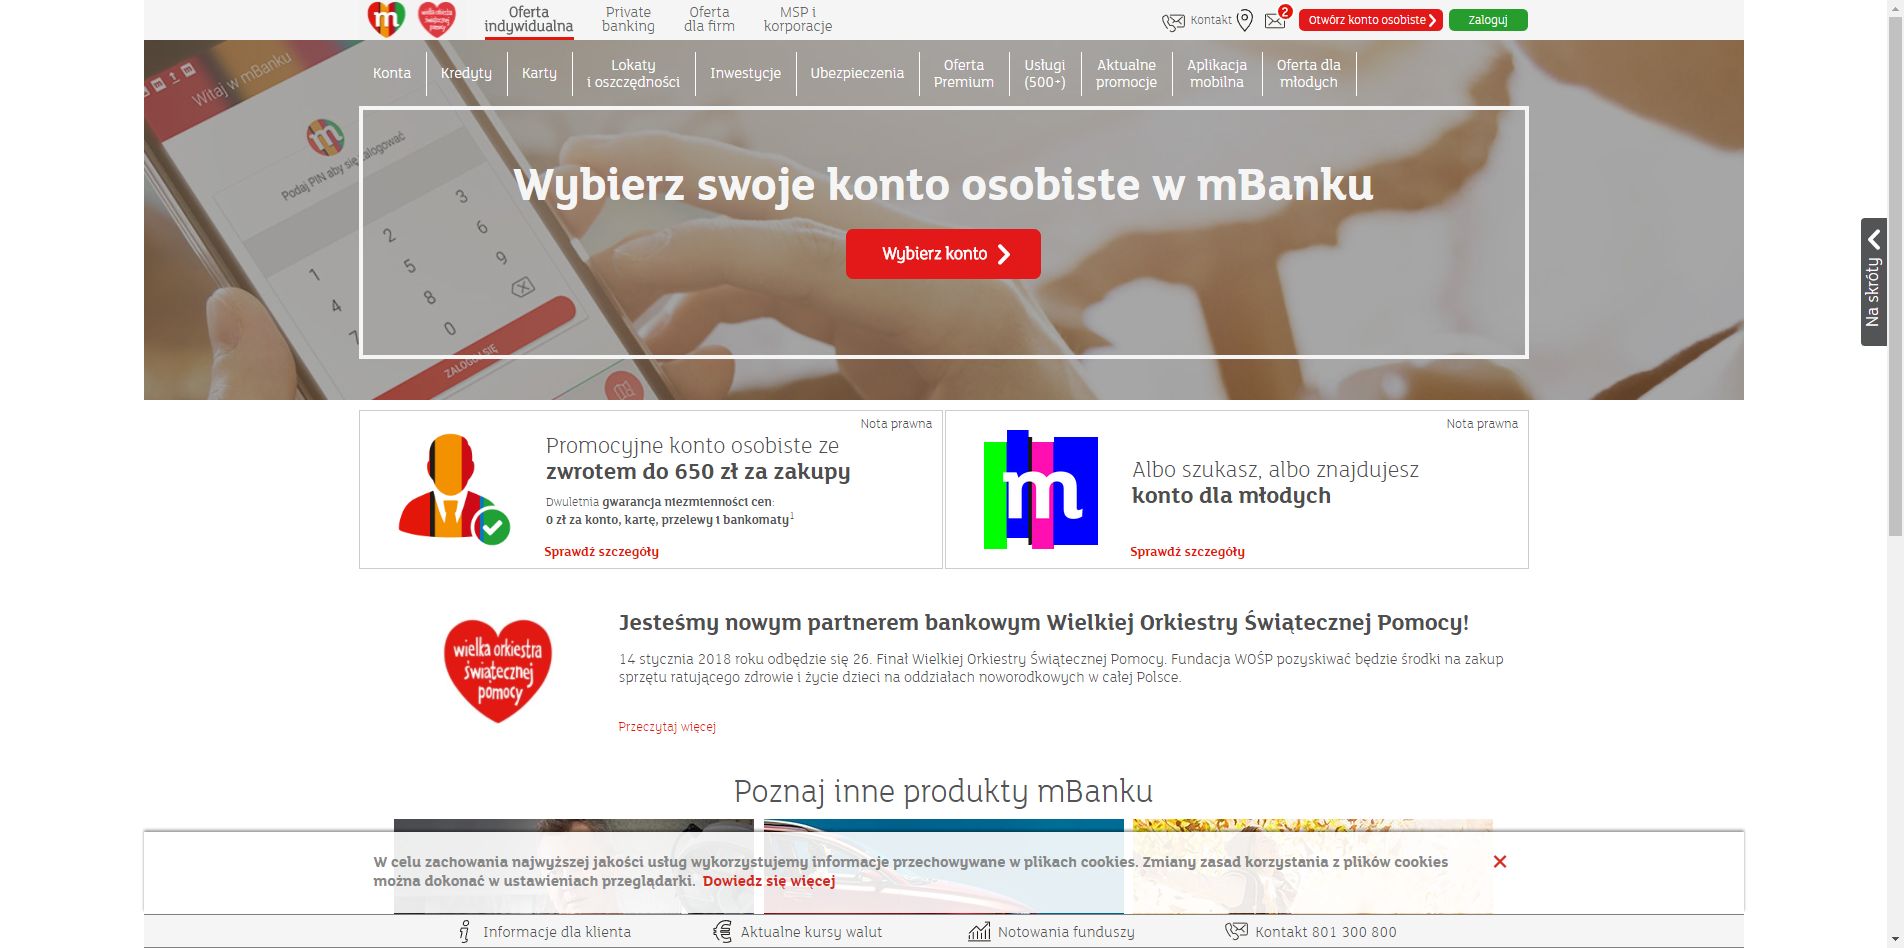 m
wielka orkiestra
świątecznej
pomocy
Oferta
indywidualna
Private
banking
Oferta
dla firm
MSP i
korporacje
Kontakt
2
Otwórz konto osobiste
Zaloguj
Konta
Kredyty
Karty
Lokaty
i oszczędności
Inwestycje
Ubezpieczenia
Oferta
Premium
Usługi
(500+)
Aktualne
promocje
Aplikacja
mobilna
Oferta dla
młodych
Witaj w mBanku
m
Podaj PIN aby się zalogować
1 2 3
4 5 6
7 8 9
0
ZALOGUJ SIĘ
Wybierz swoje konto osobiste w mBanku
Wybierz konto
Na skróty
Nota prawna
Promocyjne konto osobiste ze
zwrotem do 650 zł za zakupy
Dwuletnia gwarancja niezmienności cen:
0 zł za konto, kartę, przelewy i bankomaty¹
Sprawdź szczegóły
Nota prawna
m
Albo szukasz, albo znajdujesz
konto dla młodych
Sprawdź szczegóły
wielka orkiestra
świątecznej
pomocy
Jesteśmy nowym partnerem bankowym Wielkiej Orkiestry Świątecznej Pomocy!
14 stycznia 2018 roku odbędzie się 26. Finał Wielkiej Orkiestry Świątecznej Pomocy. Fundacja WOŚP pozyskiwać będzie środki na zakup
sprzętu ratującego zdrowie i życie dzieci na oddziałach noworodkowych w całej Polsce.
Przeczytaj więcej
Poznaj inne produkty mBanku
W celu zachowania najwyższej jakości usług wykorzystujemy informacje przechowywane w plikach cookies. Zmiany zasad korzystania z plików cookies
można dokonać w ustawieniach przeglądarki. Dowiedz się więcej
Informacje dla klienta
Aktualne kursy walut
Notowania funduszy
Kontakt 801 300 800